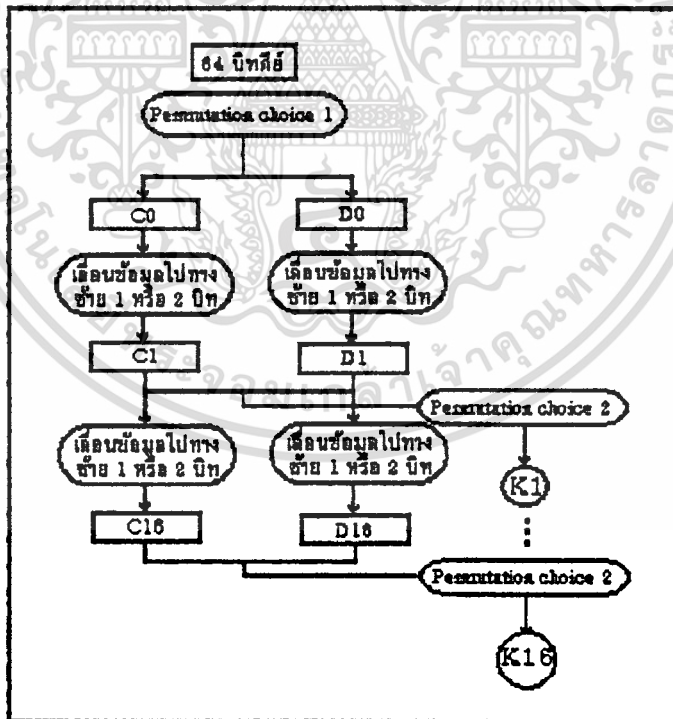 64 บิทคีย์
Permutation choice 1
C0
D0
เลื่อนข้อมูลไปทาง
ซ้าย 1 หรือ 2 บิท
เลื่อนข้อมูลไปทาง
ซ้าย 1 หรือ 2 บิท
C1
D1
Permutation choice 2
เลื่อนข้อมูลไปทาง
ซ้าย 1 หรือ 2 บิท
เลื่อนข้อมูลไปทาง
ซ้าย 1 หรือ 2 บิท
K1
C16
D16
Permutation choice 2
K16